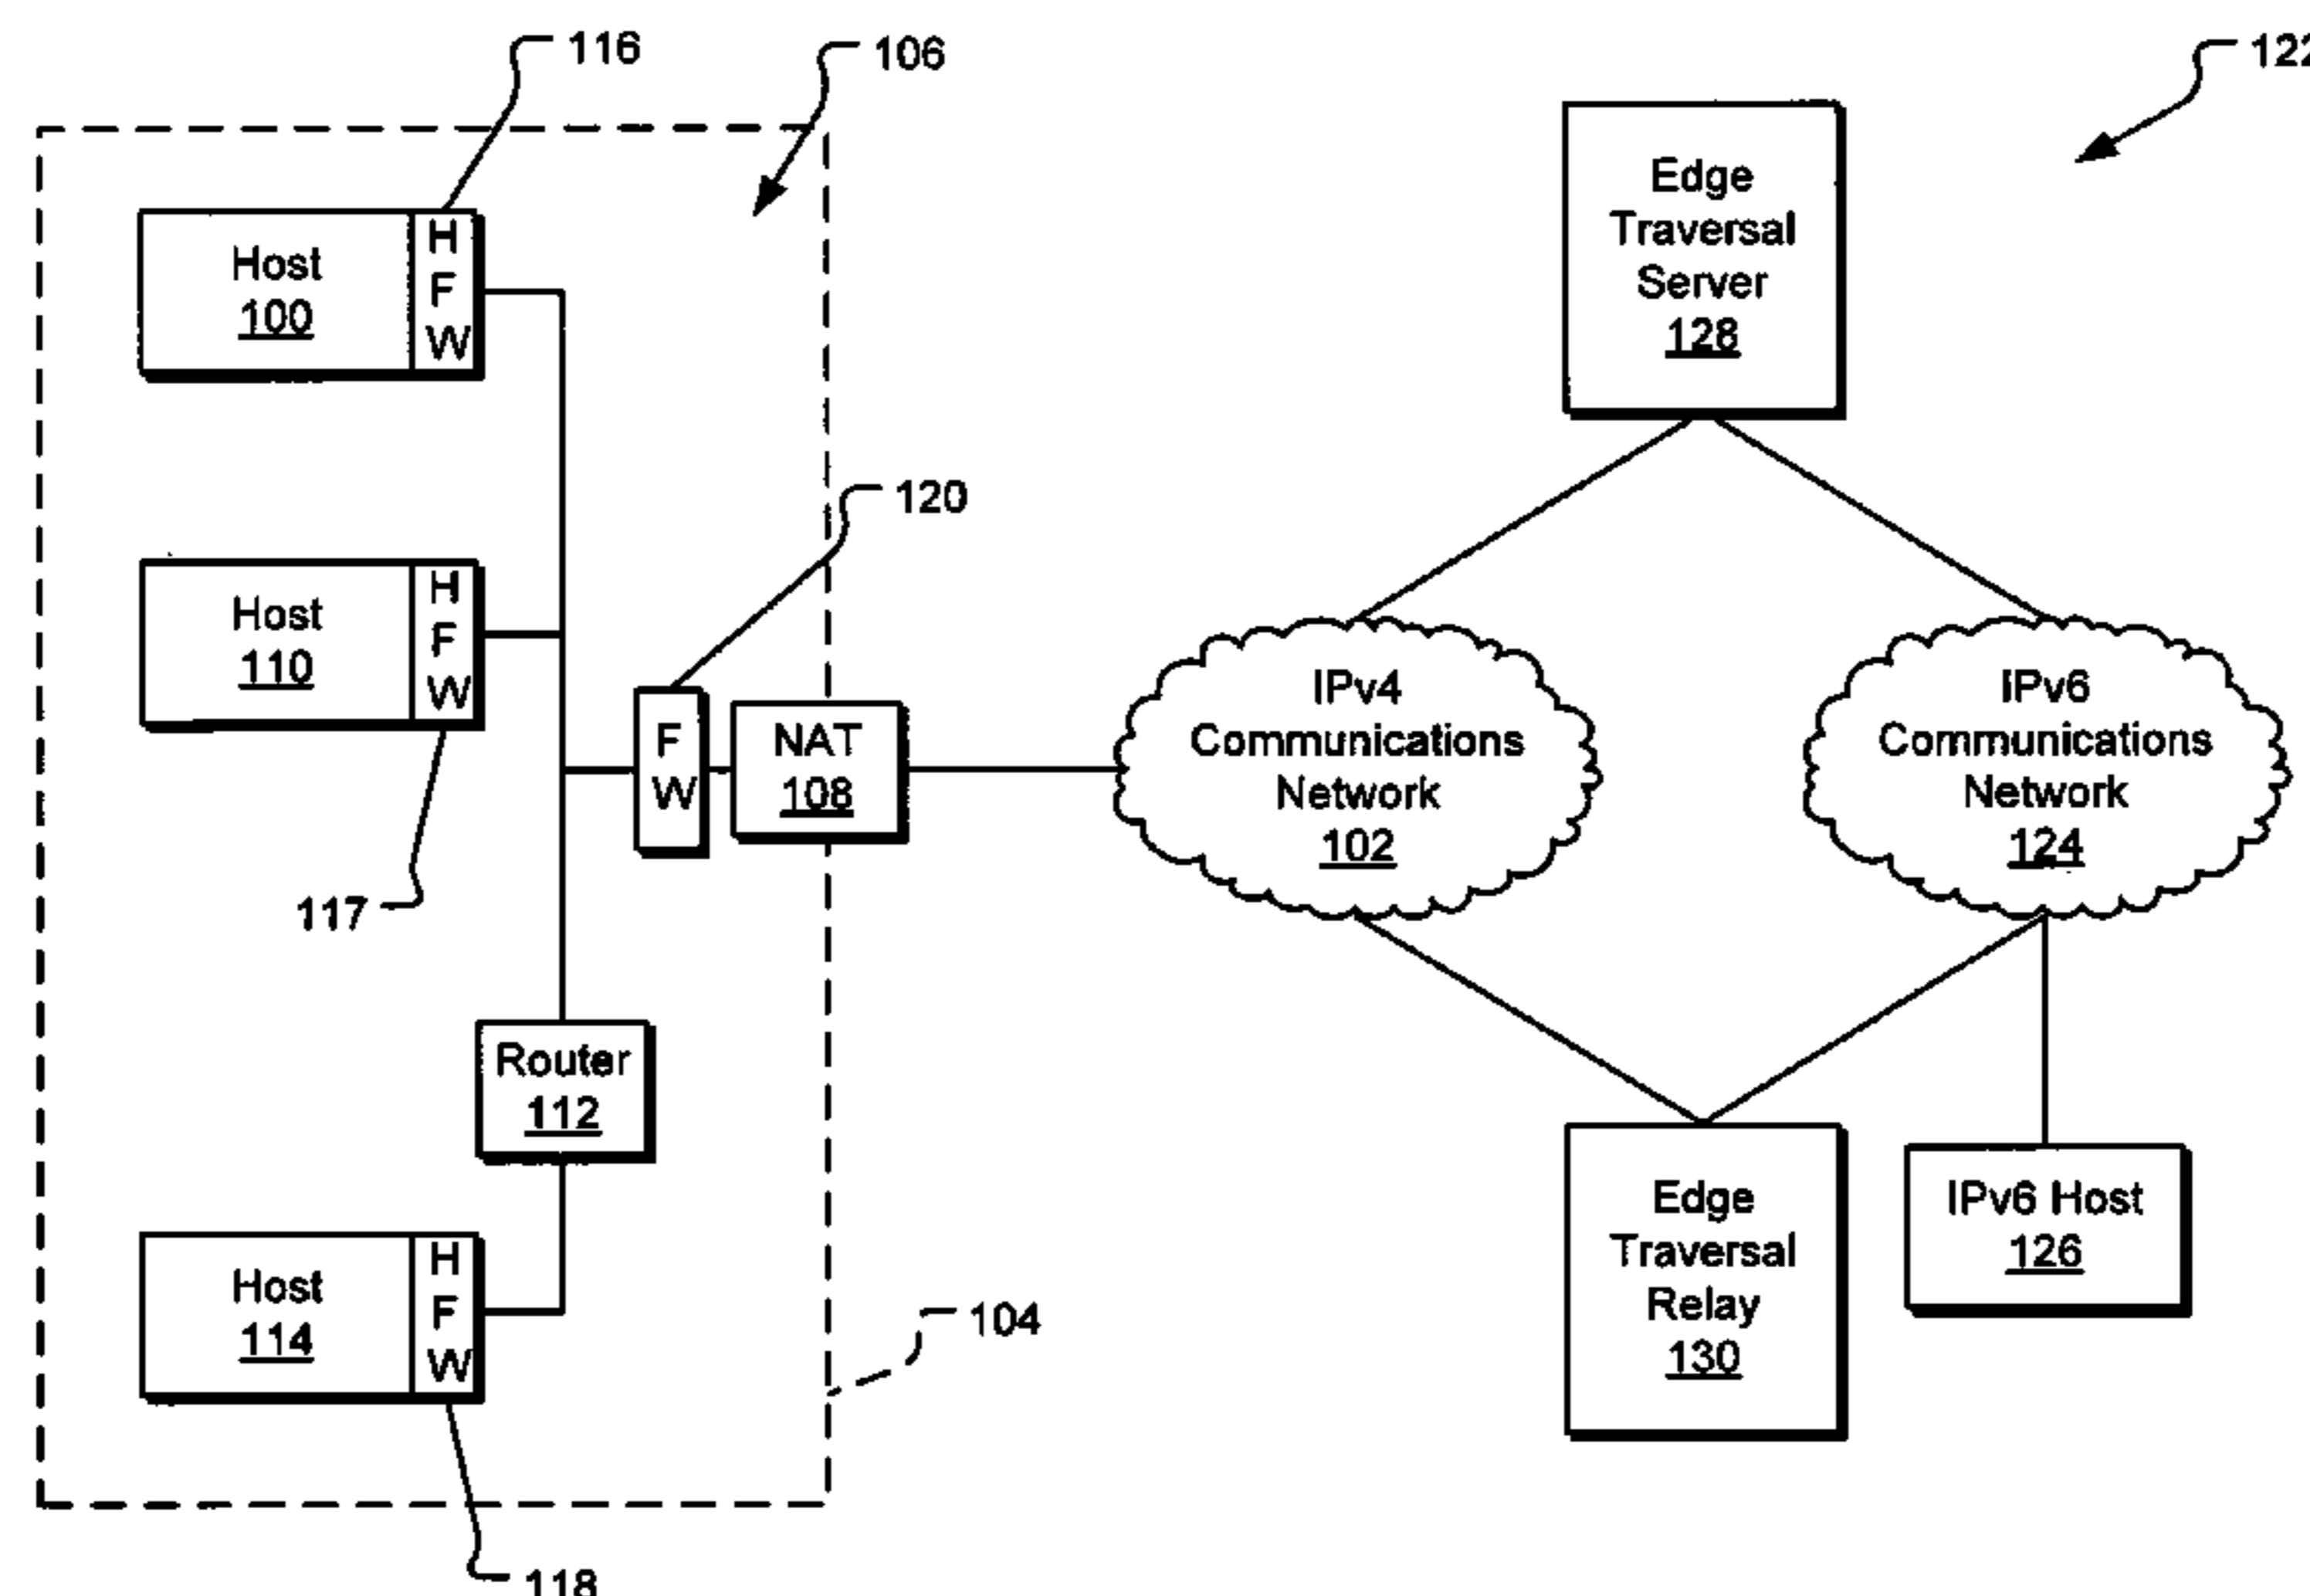 116
106
122
Host
100
H
F
W
Edge
Traversal
Server
128
120
Host
110
H
F
W
117
F
W
NAT
108
IPv4
Communications
Network
102
IPv6
Communications
Network
124
Router
112
Host
114
H
F
W
104
Edge
Traversal
Relay
130
IPv6 Host
126
118